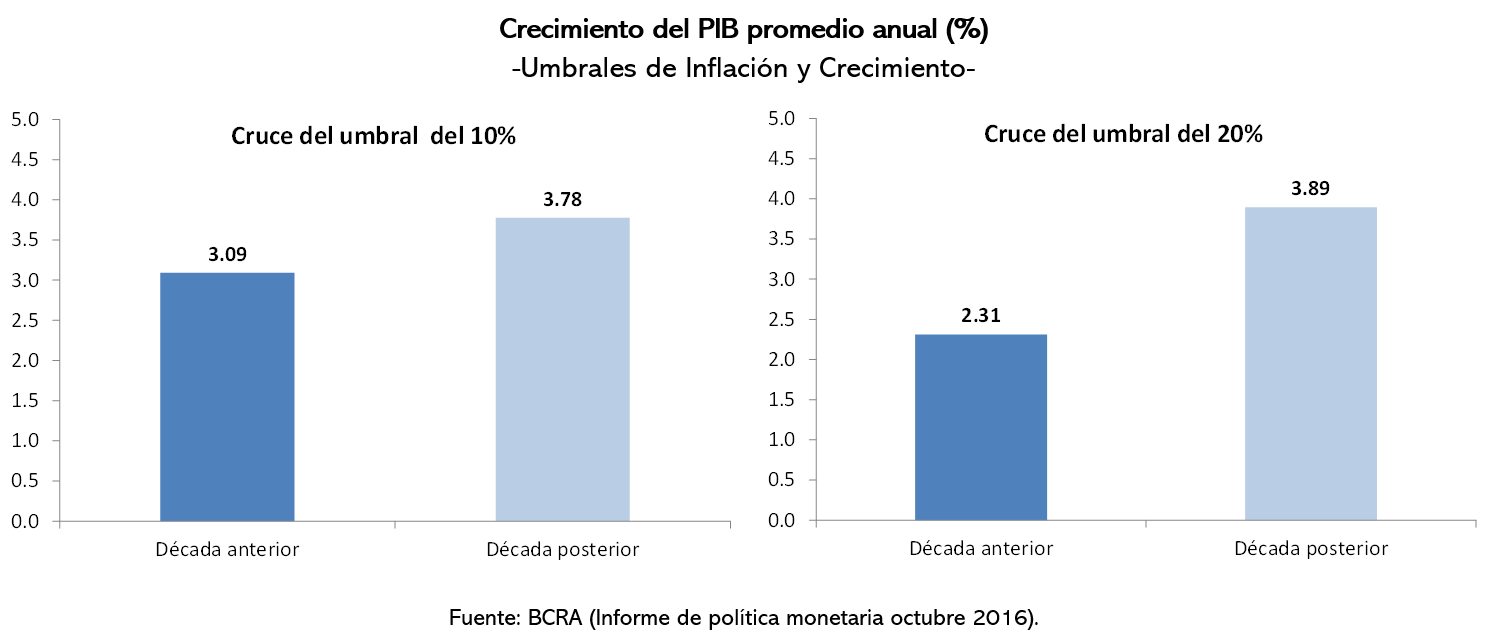 Crecimiento del PIB promedio anual (%)
-Umbrales de Inflación y Crecimiento-
Cruce del umbral del 10%
5.0
4.5
4.0
3.5
3.0
2.5
2.0
1.5
1.0
0.5
0.0
3.09
3.78
Década anterior
Década posterior
Cruce del umbral del 20%
5.0
4.5
4.0
3.5
3.0
2.5
2.0
1.5
1.0
0.5
0.0
2.31
3.89
Década anterior
Década posterior
Fuente: BCRA (Informe de política monetaria octubre 2016).